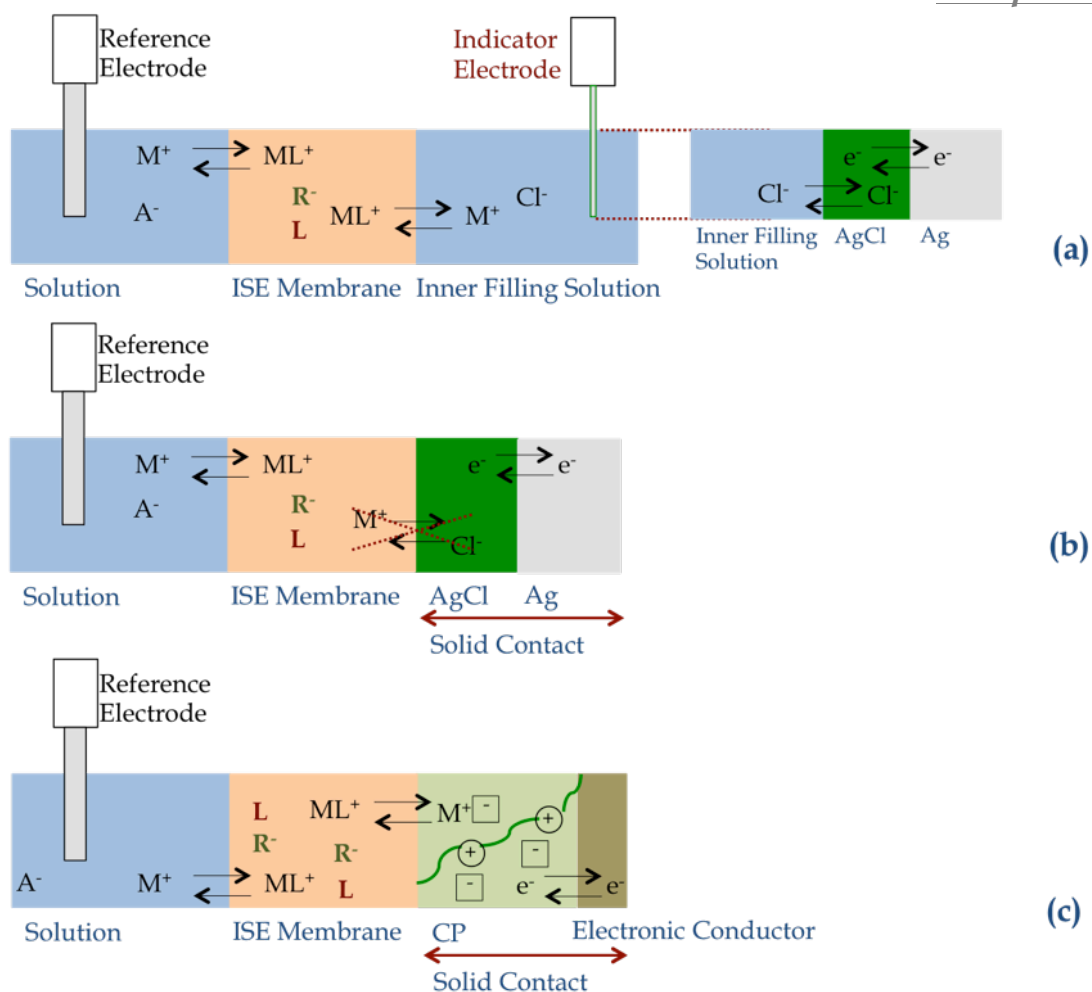 Reference
Electrode
Indicator
Electrode
M⁺ ML⁺
R⁻ Cl⁻
A⁻ L ML⁺ M⁺
e⁻ e⁻
Cl⁻ Cl⁻
Inner Filling
Solution
AgCl Ag
(a)
Solution ISE Membrane Inner Filling Solution
Reference
Electrode
M⁺ ML⁺ e⁻ e⁻
A⁻ R⁻
L M⁺ Cl⁻
(b)
Solution ISE Membrane AgCl Ag
Solid Contact
Reference
Electrode
L ML⁺ M⁺ - +
R⁻ R⁻ + -
A⁻ M⁺ ML⁺ L - e⁻ e⁻
(c)
Solution ISE Membrane CP Electronic Conductor
Solid Contact